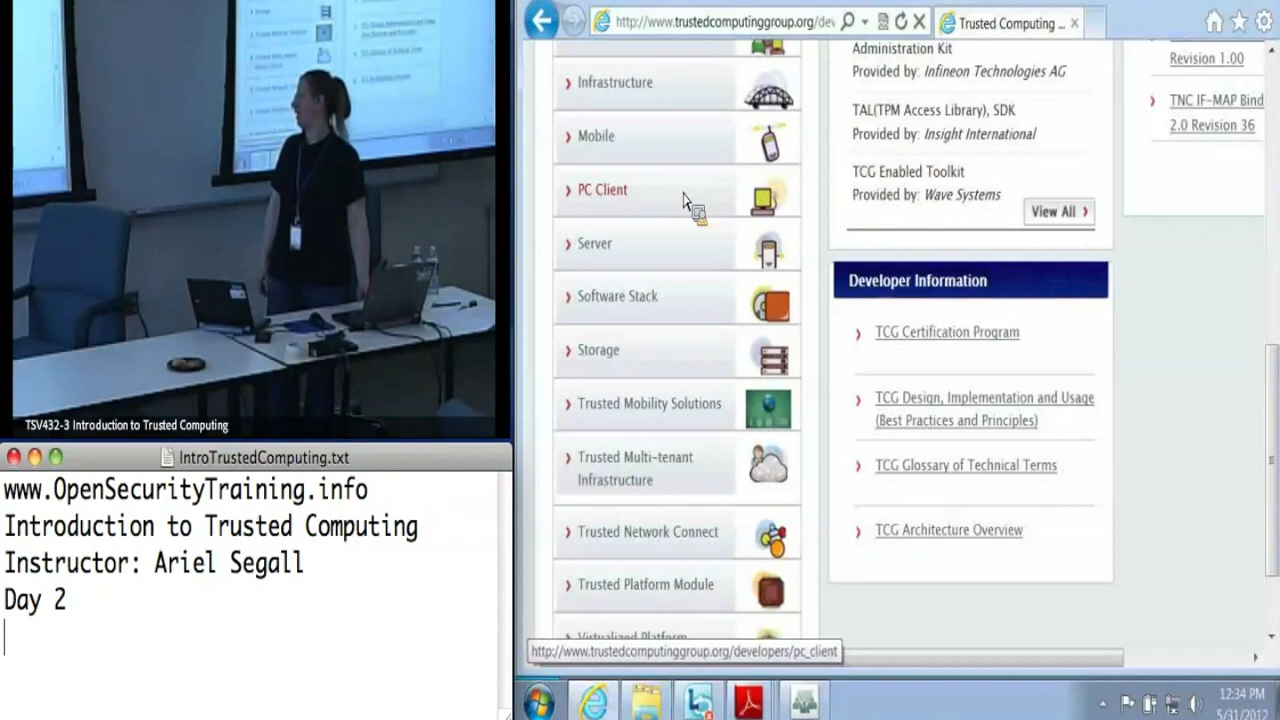 TSV432-3 Introduction to Trusted Computing
IntroTrustedComputing.txt
www.OpenSecurityTraining.info
Introduction to Trusted Computing
Instructor: Ariel Segall
Day 2
http://www.trustedcomputinggroup.org/dev
Trusted Computing ...
Infrastructure
Mobile
PC Client
Server
Software Stack
Storage
Trusted Mobility Solutions
Trusted Multi-tenant
Infrastructure
Trusted Network Connect
Trusted Platform Module
Virtualized Platform
http://www.trustedcomputinggroup.org/developers/pc_client
Administration Kit
Provided by: Infineon Technologies AG
TAL(TPM Access Library), SDK
Provided by: Insight International
TCG Enabled Toolkit
Provided by: Wave Systems
View All
Developer Information
TCG Certification Program
TCG Design, Implementation and Usage
(Best Practices and Principles)
TCG Glossary of Technical Terms
TCG Architecture Overview
Revision 1.00
TNC IF-MAP Bind
2.0 Revision 36
12:34 PM
5/31/2012